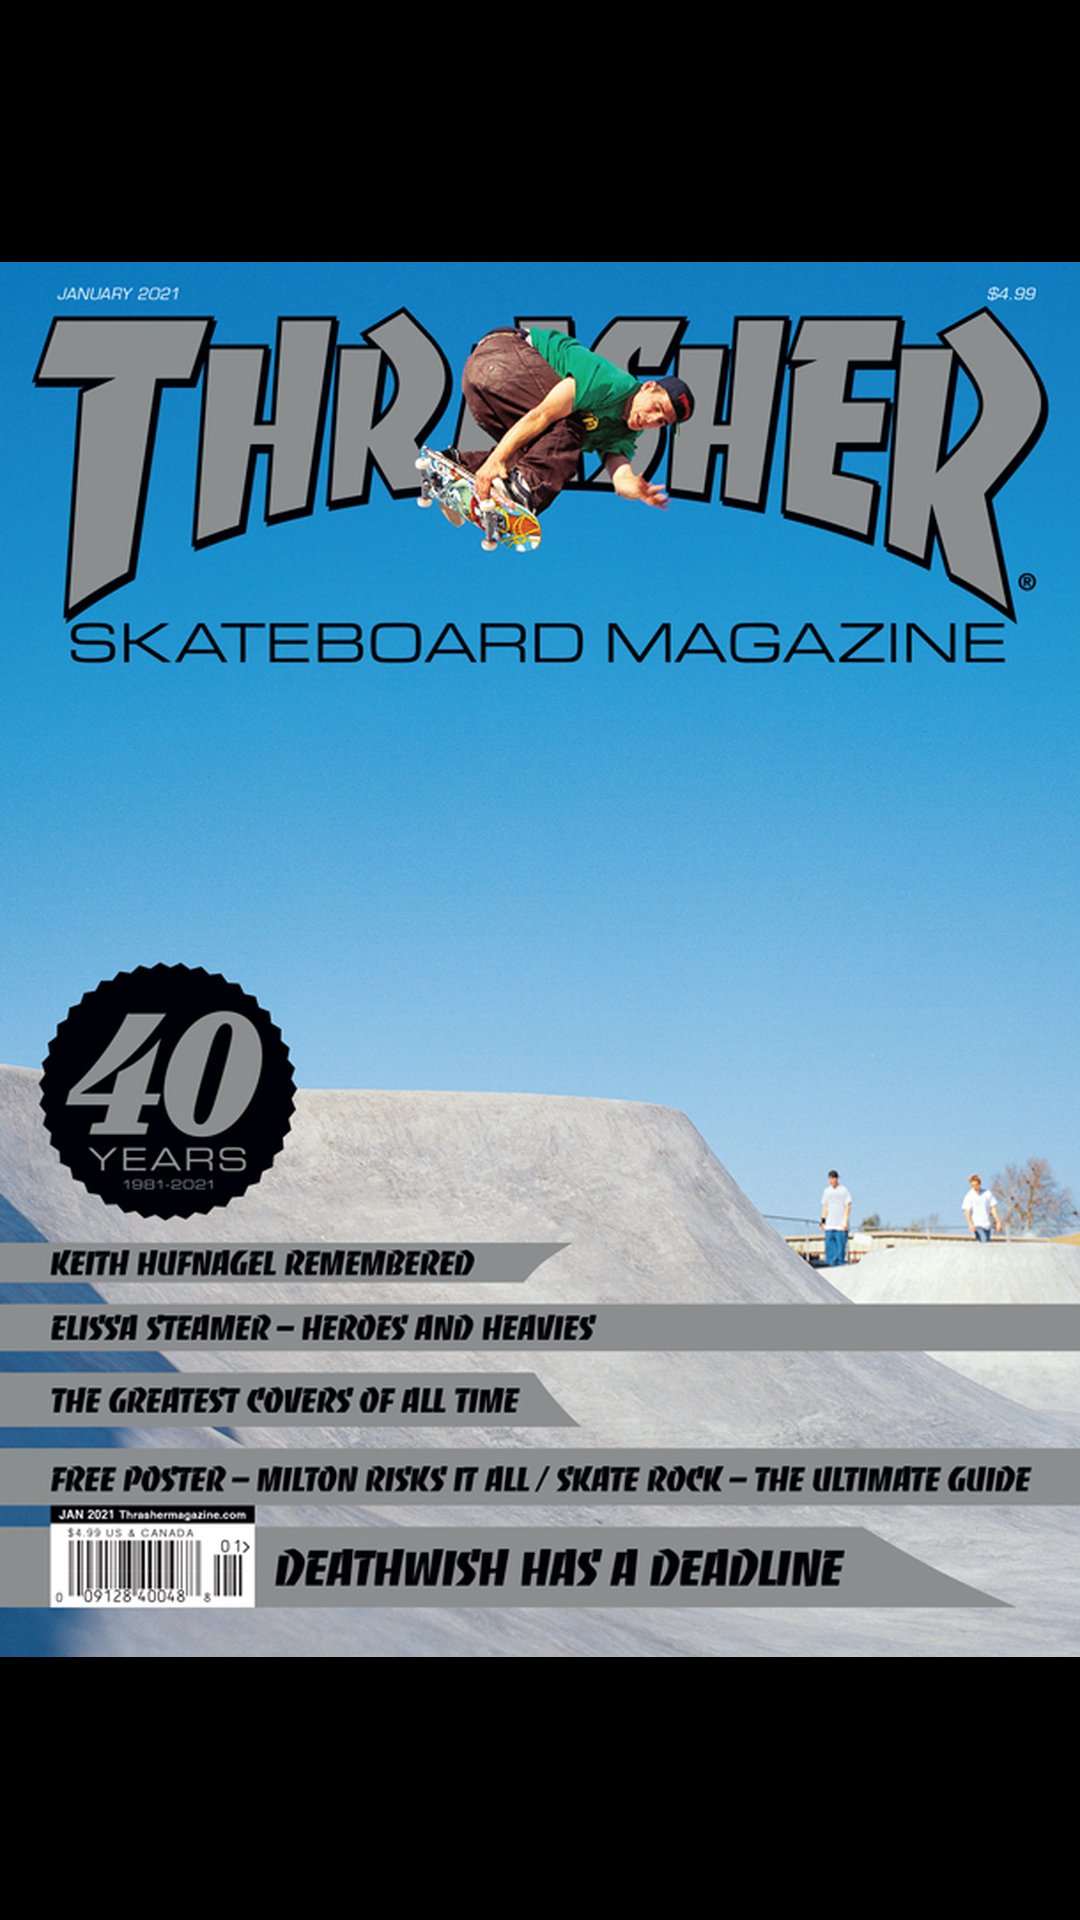 JANUARY 2021
$4.99
THRASHER
®
SKATEBOARD MAGAZINE
40
YEARS
1981-2021
KEITH HUFNAGEL REMEMBERED
ELISSA STEAMER – HEROES AND HEAVIES
THE GREATEST COVERS OF ALL TIME
FREE POSTER – MILTON RISKS IT ALL / SKATE ROCK – THE ULTIMATE GUIDE
JAN 2021 Thrashermagazine.com
$4.99 US & CANADA
01>
0 09128 40048 8
DEATHWISH HAS A DEADLINE